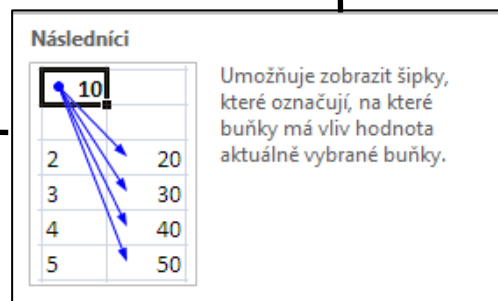 Následníci
10
2 20
3 30
4 40
5 50
Umožňuje zobrazit šipky,
které označují, na které
buňky má vliv hodnota
aktuálně vybrané buňky.